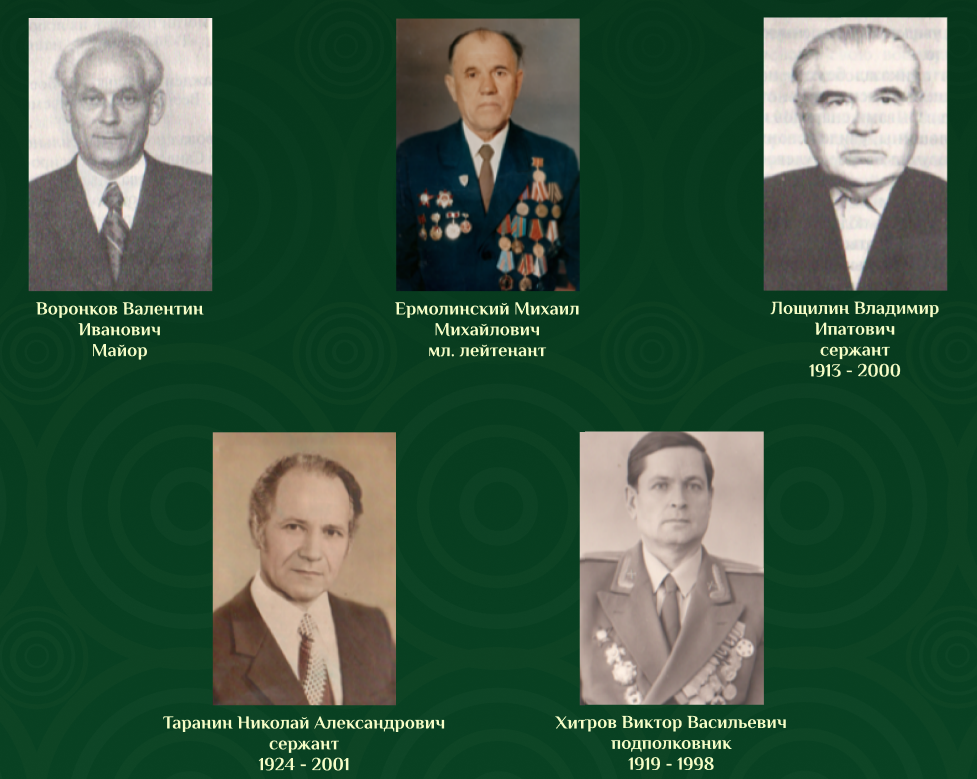 Воронков Валентин
Иванович
Майор
Ермолинский Михаил
Михайлович
мл. лейтенант
Лощилин Владимир
Ипатович
сержант
1913 - 2000
Таранин Николай Александрович
сержант
1924 - 2001
Хитров Виктор Васильевич
подполковник
1919 - 1998